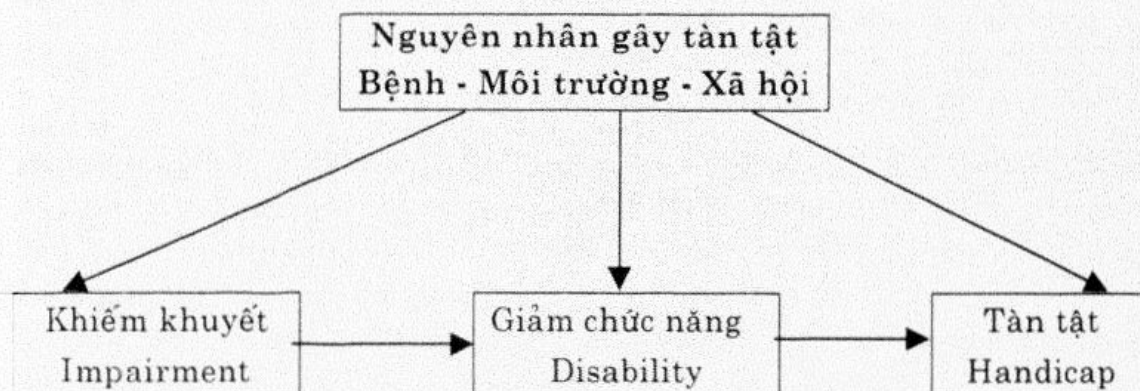 Nguyên nhân gây tàn tật
Bệnh - Môi trường - Xã hội
Khiếm khuyết
Impairment
Giảm chức năng
Disability
Tàn tật
Handicap